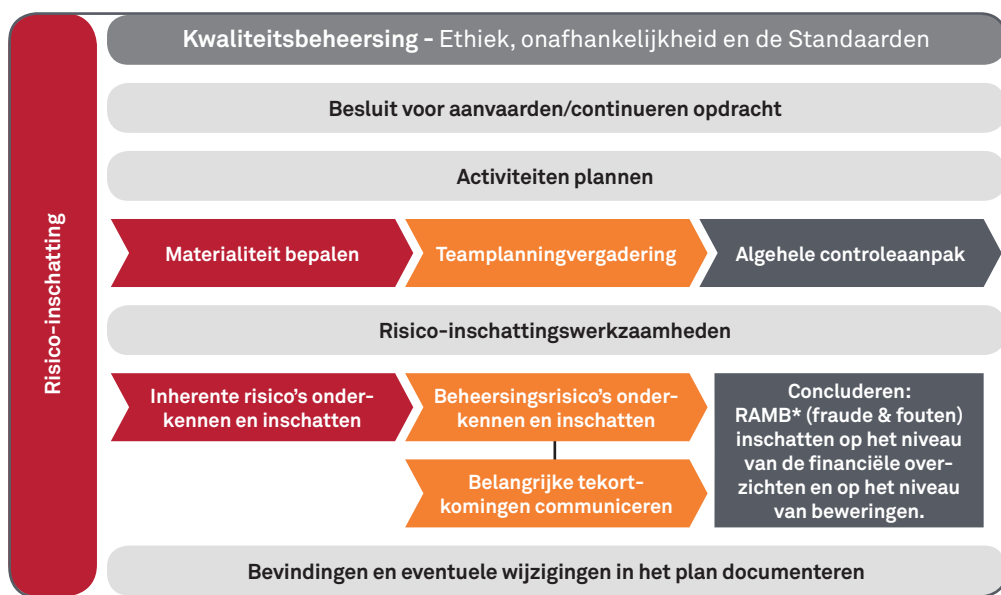 Risico-inschatting
Kwaliteitsbeheersing - Ethiek, onafhankelijkheid en de Standaarden
Besluit voor aanvaarden/continueren opdracht
Activiteiten plannen
Materialiteit bepalen
Teamplanningvergadering
Algehele controleaanpak
Risico-inschattingswerkzaamheden
Inherente risico’s onder-
kennen en inschatten
Beheersingsrisico’s onder-
kennen en inschatten
Belangrijke tekort-
komingen communiceren
Concluderen:
RAMB* (fraude & fouten)
inschatten op het niveau
van de financiële over-
zichten en op het niveau
van beweringen.
Bevindingen en eventuele wijzigingen in het plan documenteren